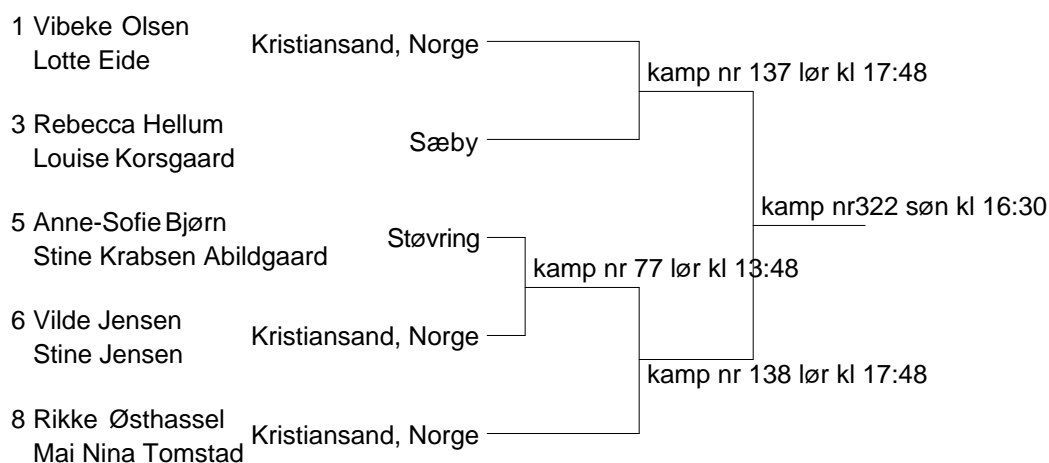 1 Vibeke Olsen
Lotte Eide
Kristiansand, Norge
kamp nr 137 lør kl 17:48
3 Rebecca Hellum
Louise Korsgaard
Sæby
kamp nr322 søn kl 16:30
5 Anne-Sofie Bjørn
Stine Krabsen Abildgaard
Støvring
kamp nr 77 lør kl 13:48
6 Vilde Jensen
Stine Jensen
Kristiansand, Norge
kamp nr 138 lør kl 17:48
8 Rikke Østhassel
Mai Nina Tomstad
Kristiansand, Norge